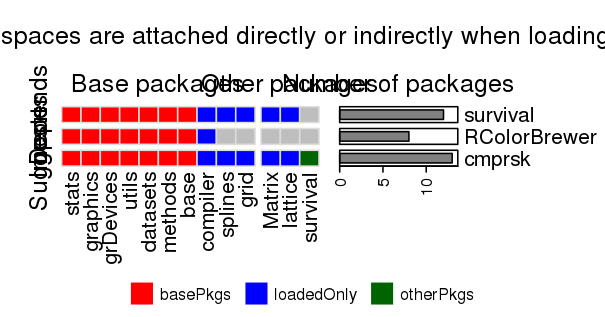 spaces are attached directly or indirectly when loading
Base packages
Other packages
Number of packages
Suggests
survival
RColorBrewer
cmprsk
stats
graphics
grDevices
utils
datasets
methods
base
compiler
splines
grid
Matrix
lattice
survival
0
5
10
basePkgs
loadedOnly
otherPkgs